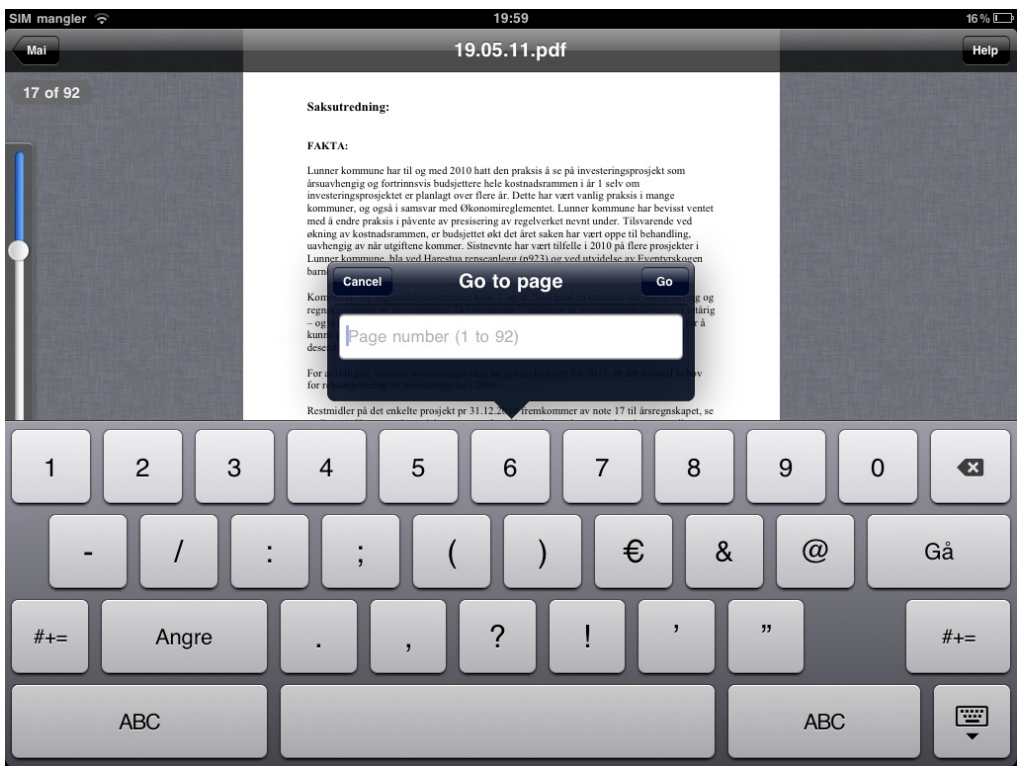 SIM mangler 19:59 16 %
Mai 19.05.11.pdf Help
17 of 92
Saksutredning:
FAKTA:
Lunner kommune har til og med 2010 hatt den praksis å se på investeringsprosjekt som
årsuavhengig og fortrinnsvis budsjettere hele kostnadsrammen i år 1 selv om
investeringsprosjektet er planlagt over flere år. Dette har vært vanlig praksis i mange
kommuner, og også i samsvar med Økonomireglementet. Lunner kommune har bevisst ventet
med å endre praksis i påvente av presisering av regelverket nevnt under. Tilsvarende ved
økning av kostnadsrammen, er budsjettet økt det året saken har vært oppe til behandling,
uavhengig av når utgiftene kommer. Sistnevnte har vært tilfelle i 2010 på flere prosjekter i
Lunner kommune, bla ved Harestua renseanlegg (p923) og ved utvidelse av Eventyrskogen
Cancel Go to page Go
Page number (1 to 92)
Restmidler på det enkelte prosjekt pr 31.12. fremkommer av note 17 til årsregnskapet, se
1 2 3 4 5 6 7 8 9 0
- / : ; ( ) € & @ Gå
#+= Angre . , ? ! ’ ” #+=
ABC ABC